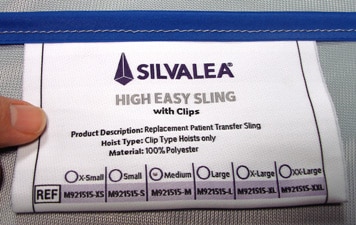 SILVALEA®
HIGH EASY SLING
with Clips
Product Description: Replacement Patient Transfer Sling
Hoist Type: Clip Type Hoists only
Material: 100% Polyester
X-Small Small Medium Large X-Large XX-Large
REF M921515-XS M921515-S M921515-M M921515-L M921515-XL M921515-XXL